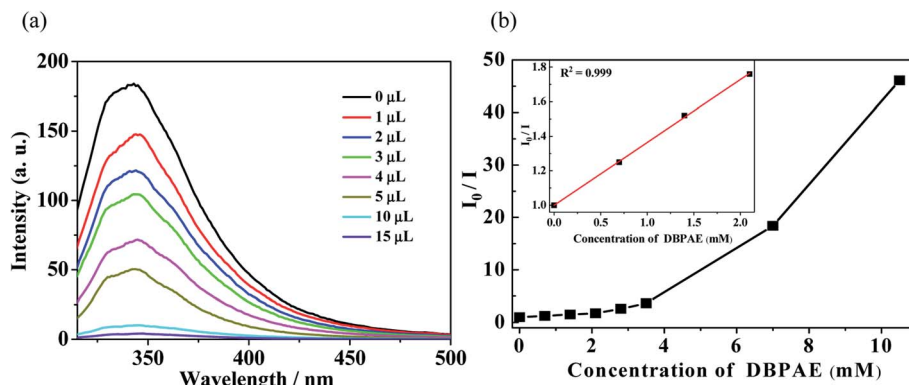 (a)
200
150
100
50
0
Intensity (a. u.)
350
400
450
500
Wavelength / nm
0 µL
1 µL
2 µL
3 µL
4 µL
5 µL
10 µL
15 µL
(b)
50
40
30
20
10
0
I₀ / I
0
2
4
6
8
10
Concentration of DBPAE (mM)
R² = 0.999
1.8
1.6
1.4
1.2
1.0
I₀ / I
0.0
0.5
1.0
1.5
2.0
Concentration of DBPAE (mM)